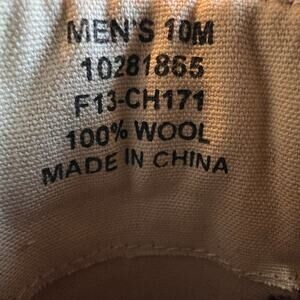 MEN'S 10M
10281865
F13-CH171
100% WOOL
MADE IN CHINA